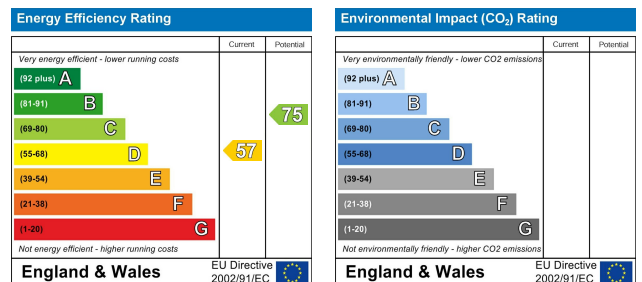 Energy Efficiency Rating
Current Potential
Very energy efficient - lower running costs
(92 plus) A
(81-91) B
(69-80) C
(55-68) D
(39-54) E
(21-38) F
(1-20) G
57
75
Not energy efficient - higher running costs
England & Wales
EU Directive
2002/91/EC
Environmental Impact (CO₂) Rating
Current Potential
Very environmentally friendly - lower CO2 emissions
(92 plus) A
(81-91) B
(69-80) C
(55-68) D
(39-54) E
(21-38) F
(1-20) G
Not environmentally friendly - higher CO2 emissions
England & Wales
EU Directive
2002/91/EC